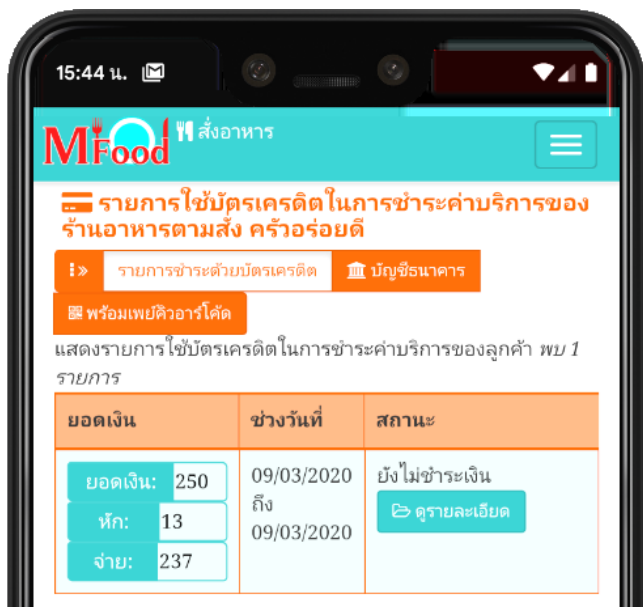 15:44 น.
MFood สั่งอาหาร
รายการใช้บัตรเครดิตในการชำระค่าบริการของ
ร้านอาหารตามสั่ง ครัวอร่อยดี
รายการชำระด้วยบัตรเครดิต บัญชีธนาคาร
พร้อมเพย์คิวอาร์โค้ด
แสดงรายการใช้บัตรเครดิตในการชำระค่าบริการของลูกค้า พบ 1
รายการ
ยอดเงิน ช่วงวันที่ สถานะ
ยอดเงิน: 250 09/03/2020 ยังไม่ชำระเงิน
หัก: 13 ถึง ดูรายละเอียด
จ่าย: 237 09/03/2020